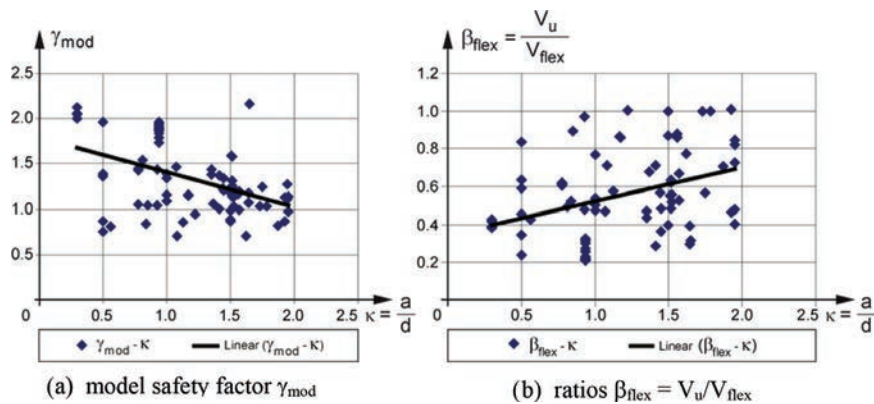 γmod
2.5
2.0
1.5
1.0
0.5
0
0.5
1.0
1.5
2.0
2.5
κ = a/d
γmod - κ
Linear (γmod - κ)
(a) model safety factor γmod
βflex = Vu/Vflex
1.2
1.0
0.8
0.6
0.4
0.2
0
0.5
1.0
1.5
2.0
2.5
κ = a/d
βflex - κ
Linear (βflex - κ)
(b) ratios βflex = Vu/Vflex